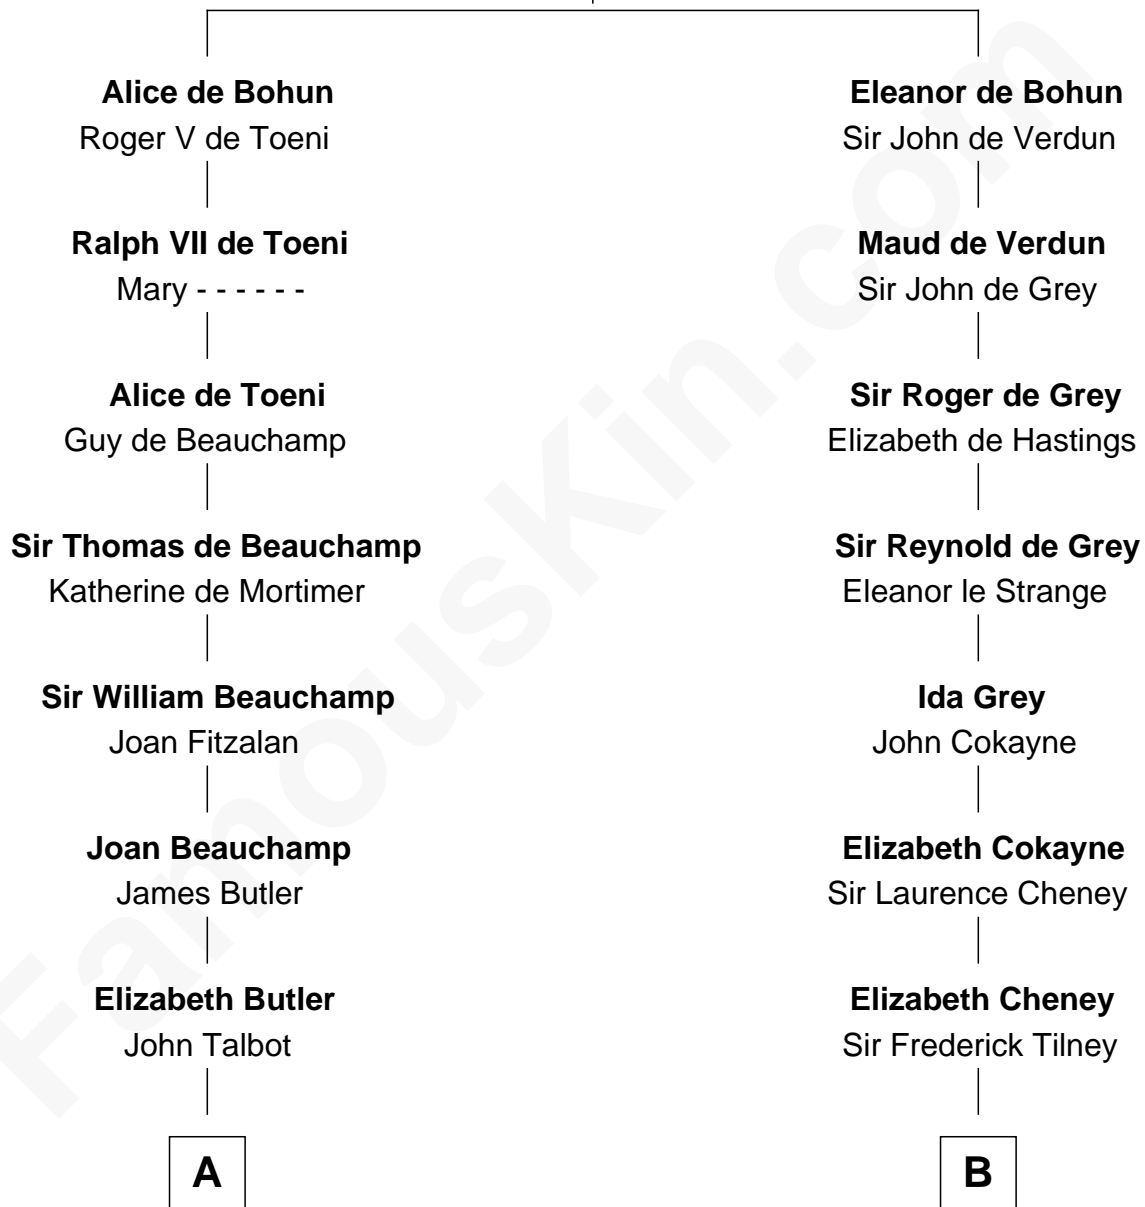 Alice de Bohun
Roger V de Toeni
Eleanor de Bohun
Sir John de Verdun
Ralph VII de Toeni
Mary - - - - - -
Maud de Verdun
Sir John de Grey
Alice de Toeni
Guy de Beauchamp
Sir Roger de Grey
Elizabeth de Hastings
Sir Thomas de Beauchamp
Katherine de Mortimer
Sir Reynold de Grey
Eleanor le Strange
Sir William Beauchamp
Joan Fitzalan
Ida Grey
John Cokayne
Joan Beauchamp
James Butler
Elizabeth Cokayne
Sir Laurence Cheney
Elizabeth Butler
John Talbot
Elizabeth Cheney
Sir Frederick Tilney
A
B
FamousKin.com